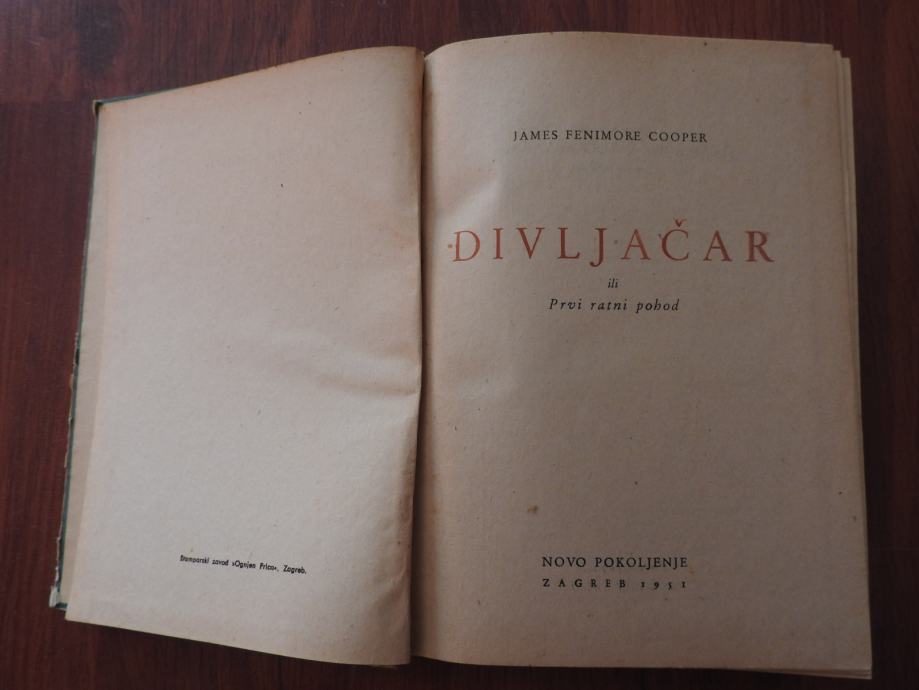 Štamparski zavod »Ognjen Prica«, Zagreb.
JAMES FENIMORE COOPER
DIVLJAČAR
ili
Prvi ratni pohod
NOVO POKOLJENJE
ZAGREB 1951